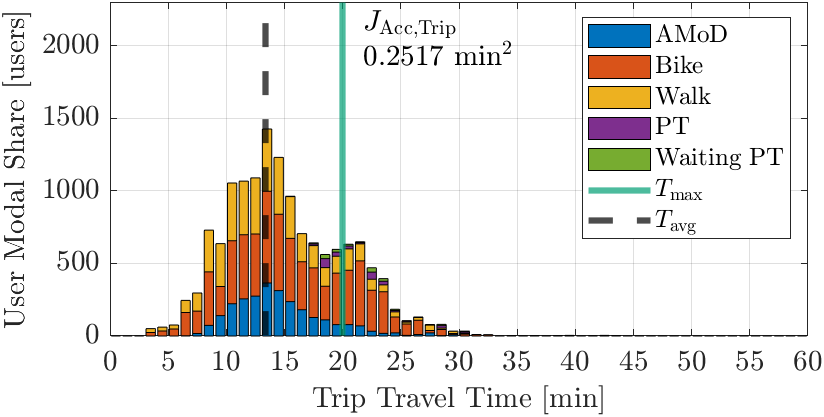 J_Acc,Trip
0.2517 min²
AMoD
Bike
Walk
PT
Waiting PT
T_max
T_avg
User Modal Share [users]
2000
1500
1000
500
0
0 5 10 15 20 25 30 35 40 45 50 55 60
Trip Travel Time [min]